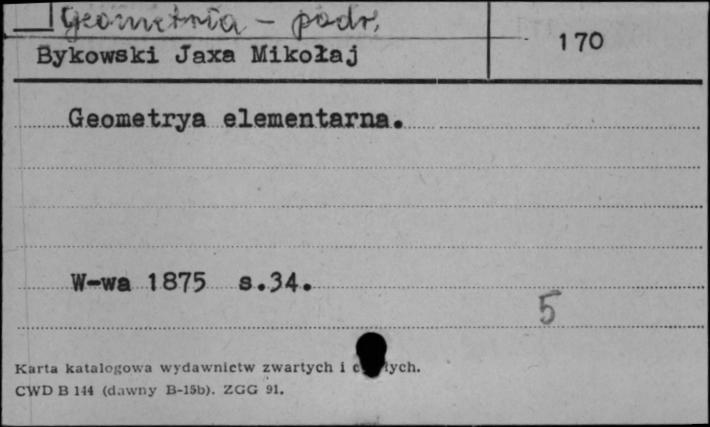 Geometria - podr.
Bykowski Jaxa Mikołaj
170
Geometrya elementarna.
W-wa 1875 s.34.
5
Karta katalogowa wydawnictw zwartych i
CWD B 144 (dawny B-15b). ZGG 91.